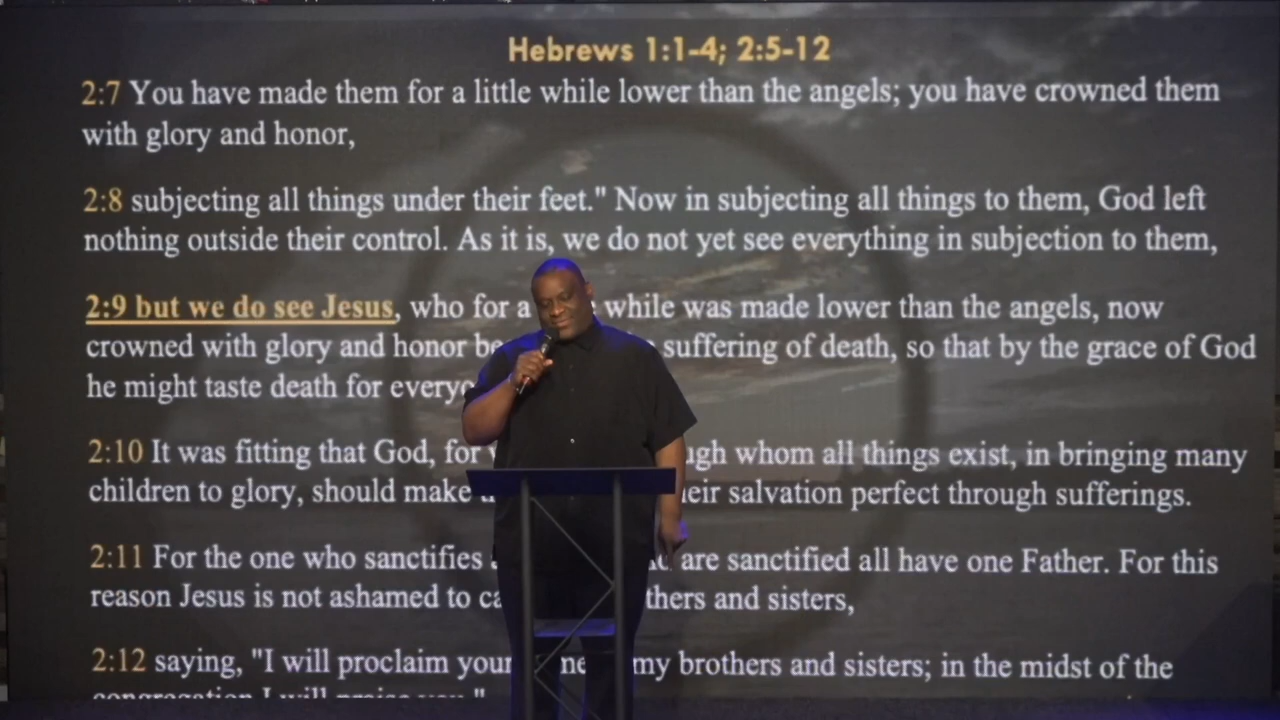 Hebrews 1:1-4; 2:5-12
2:7 You have made them for a little while lower than the angels; you have crowned them
with glory and honor,
2:8 subjecting all things under their feet." Now in subjecting all things to them, God left
nothing outside their control. As it is, we do not yet see everything in subjection to them,
2:9 but we do see Jesus, who for a while was made lower than the angels, now
crowned with glory and honor suffering of death, so that by the grace of God
he might taste death for
2:10 It was fitting that God, for whom all things exist, in bringing many
children to glory, should make salvation perfect through sufferings.
2:11 For the one who sanctifies are sanctified all have one Father. For this
reason Jesus is not ashamed to and sisters,
2:12 saying, "I will proclaim your my brothers and sisters; in the midst of the
congregation I will praise you."